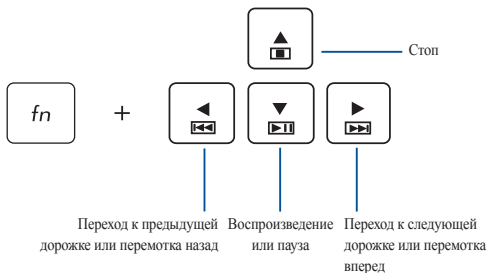 Стоп
fn +
Переход к предыдущей
дорожке или перемотка назад
Воспроизведение
или пауза
Переход к следующей
дорожке или перемотка
вперед